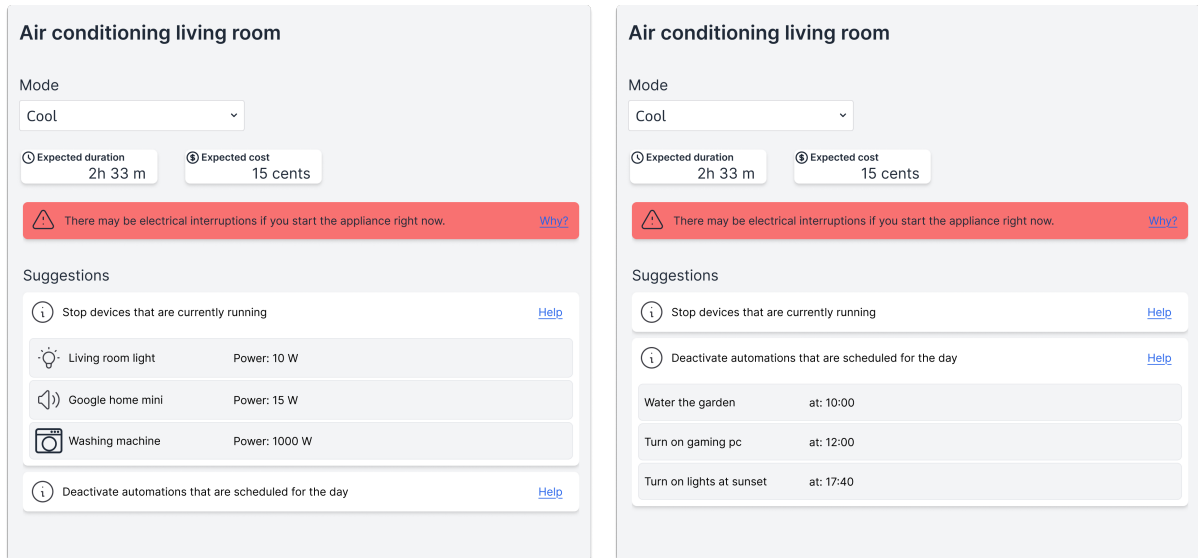 Air conditioning living room
Mode
Cool
Expected duration
2h 33 m
Expected cost
15 cents
There may be electrical interruptions if you start the appliance right now. Why?
Suggestions
Stop devices that are currently running Help
Living room light Power: 10 W
Google home mini Power: 15 W
Washing machine Power: 1000 W
Deactivate automations that are scheduled for the day Help
Air conditioning living room
Mode
Cool
Expected duration
2h 33 m
Expected cost
15 cents
There may be electrical interruptions if you start the appliance right now. Why?
Suggestions
Stop devices that are currently running Help
Deactivate automations that are scheduled for the day Help
Water the garden at: 10:00
Turn on gaming pc at: 12:00
Turn on lights at sunset at: 17:40